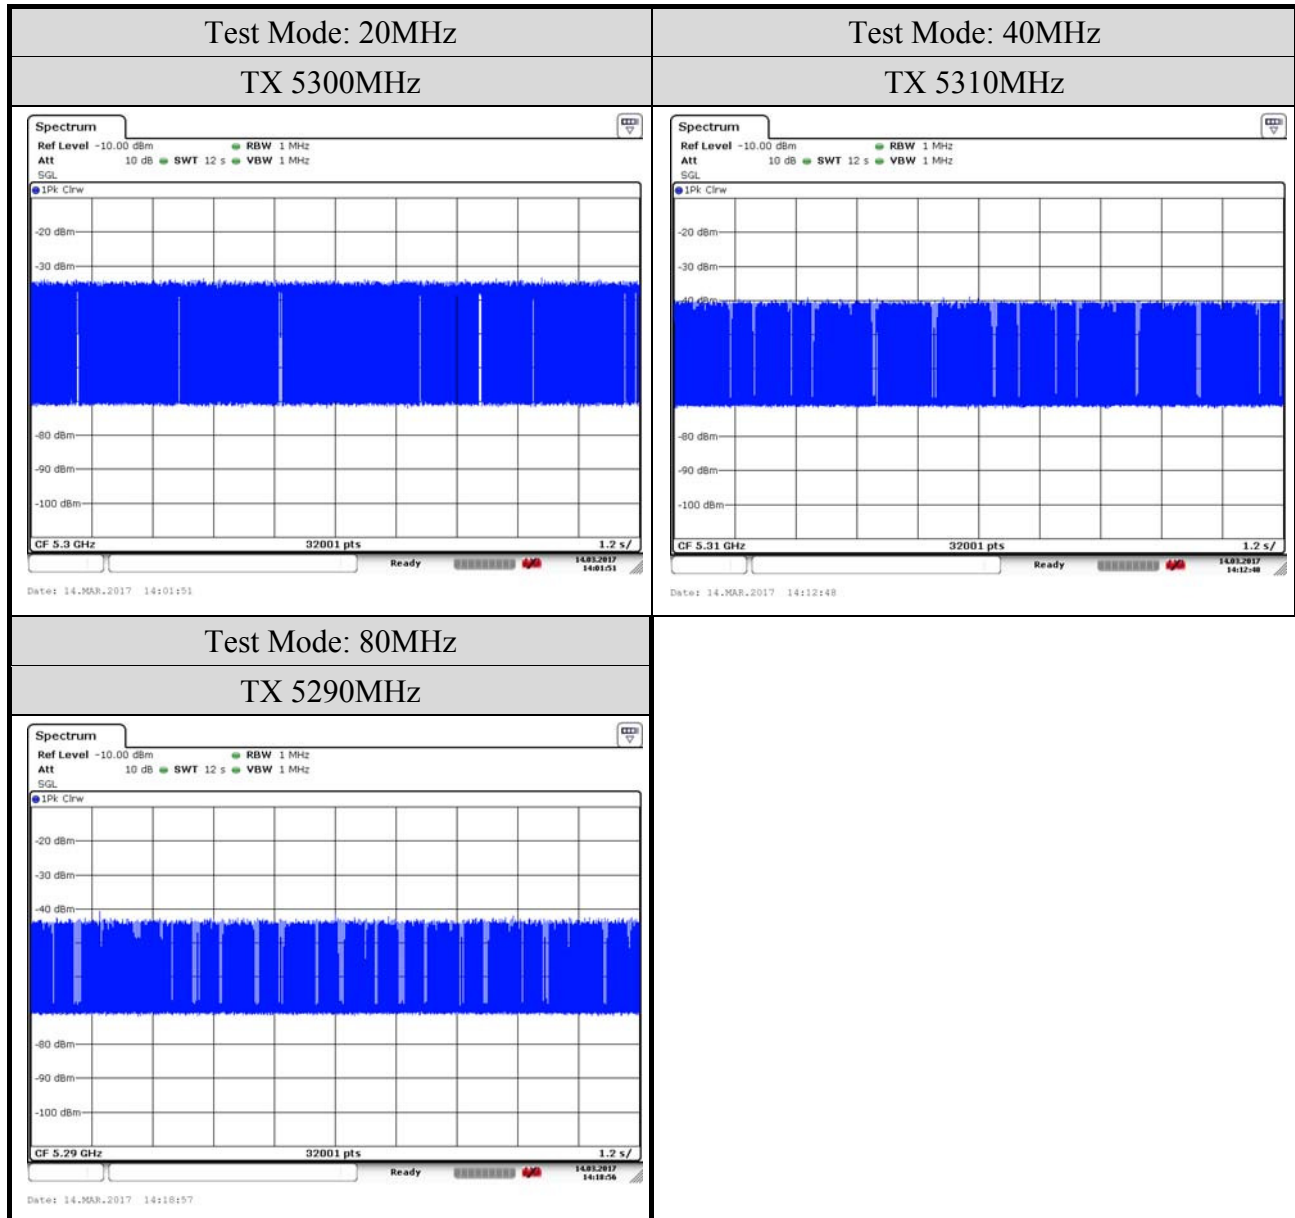 Test Mode: 20MHz
TX 5300MHz
Spectrum
Ref Level -10.00 dBm RBW 1 MHz
Att 10 dB SWT 12 s VBW 1 MHz
SGL
1Pk Clrw
-20 dBm
-30 dBm
-80 dBm
-90 dBm
-100 dBm
CF 5.3 GHz 32001 pts 1.2 s/
Ready 14.03.2017
14:01:51
Date: 14.MAR.2017 14:01:51
Test Mode: 40MHz
TX 5310MHz
Spectrum
Ref Level -10.00 dBm RBW 1 MHz
Att 10 dB SWT 12 s VBW 1 MHz
SGL
1Pk Clrw
-20 dBm
-30 dBm
-40 dBm
-80 dBm
-90 dBm
-100 dBm
CF 5.31 GHz 32001 pts 1.2 s/
Ready 14.03.2017
14:12:48
Date: 14.MAR.2017 14:12:48
Test Mode: 80MHz
TX 5290MHz
Spectrum
Ref Level -10.00 dBm RBW 1 MHz
Att 10 dB SWT 12 s VBW 1 MHz
SGL
1Pk Clrw
-20 dBm
-30 dBm
-40 dBm
-80 dBm
-90 dBm
-100 dBm
CF 5.29 GHz 32001 pts 1.2 s/
Ready 14.03.2017
14:18:56
Date: 14.MAR.2017 14:18:57